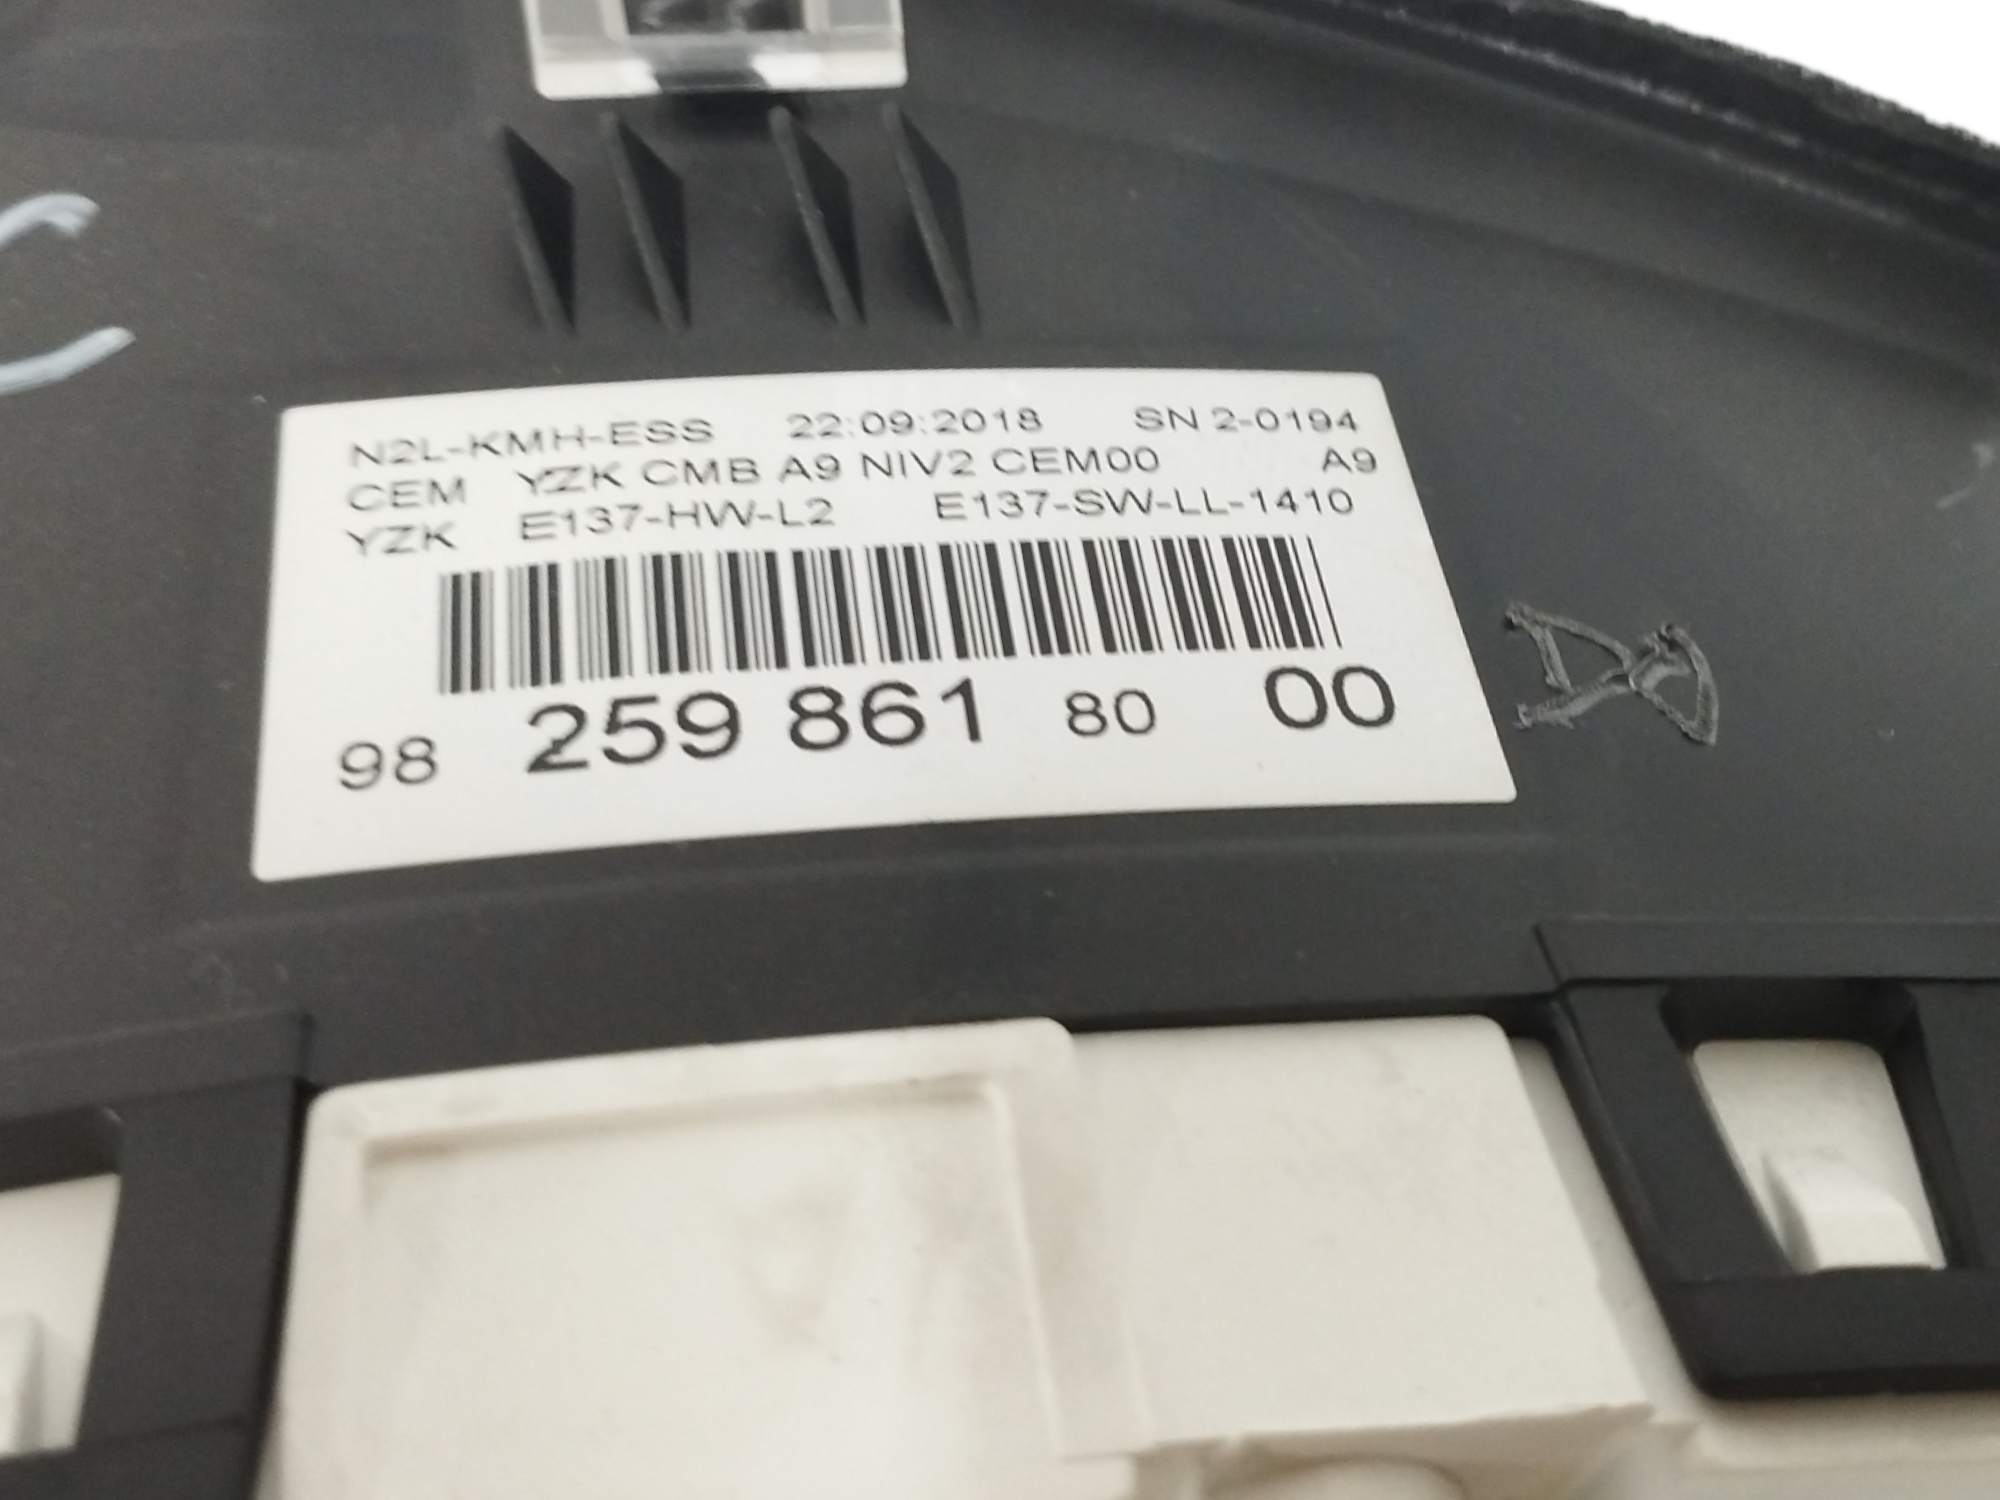 N2L-KMH-ESS 22:09:2018 SN 2-0194
CEM YZK CMB A9 NIV2 CEM00 A9
YZK E137-HW-L2 E137-SW-LL-1410
98 259 861 80 00